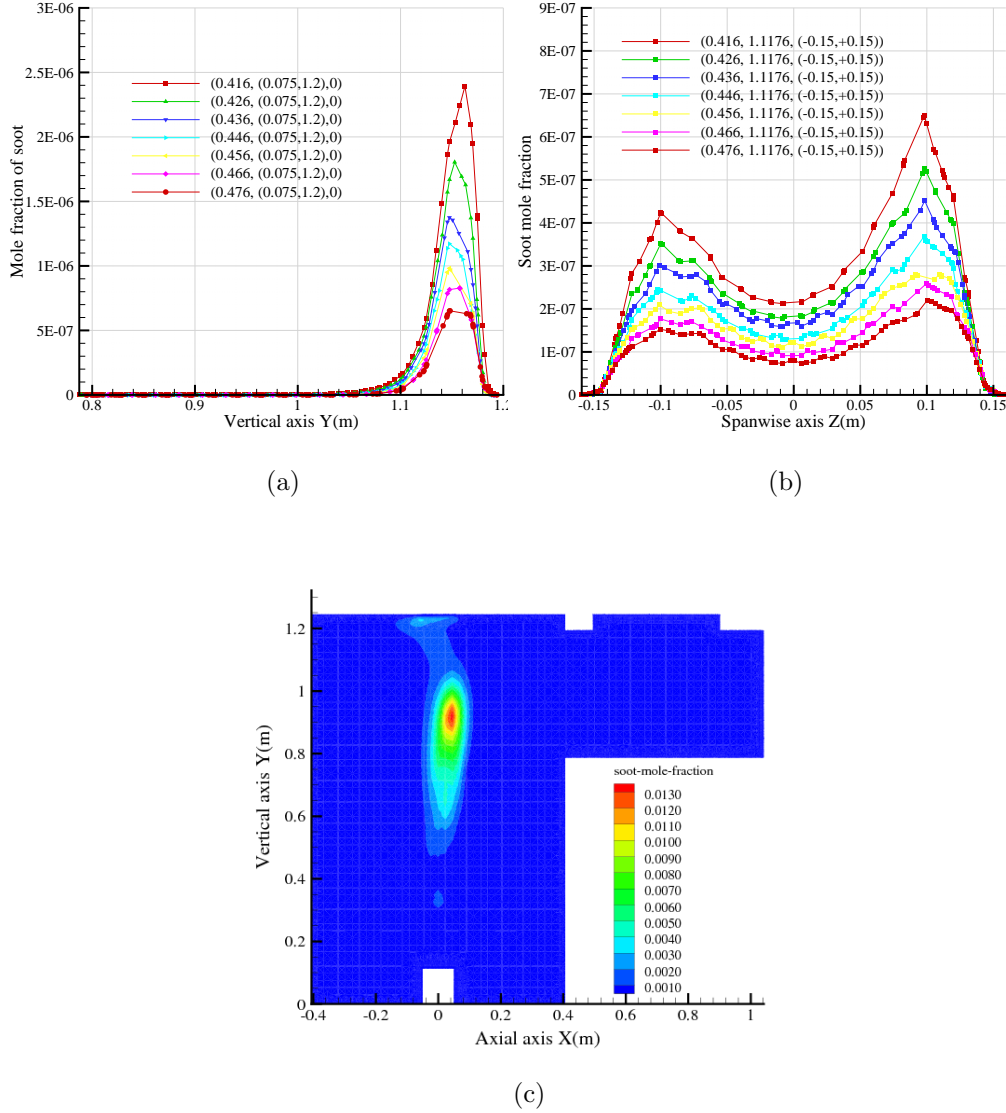 3E-06
2.5E-06
2E-06
1.5E-06
1E-06
5E-07
0
Mole fraction of soot
(0.416, (0.075,1.2),0)
(0.426, (0.075,1.2),0)
(0.436, (0.075,1.2),0)
(0.446, (0.075,1.2),0)
(0.456, (0.075,1.2),0)
(0.466, (0.075,1.2),0)
(0.476, (0.075,1.2),0)
0.8
0.9
1
1.1
Vertical axis Y(m)
(a)
9E-07
8E-07
7E-07
6E-07
5E-07
4E-07
3E-07
2E-07
1E-07
0
Soot mole fraction
(0.416, 1.1176, (-0.15,+0.15))
(0.426, 1.1176, (-0.15,+0.15))
(0.436, 1.1176, (-0.15,+0.15))
(0.446, 1.1176, (-0.15,+0.15))
(0.456, 1.1176, (-0.15,+0.15))
(0.466, 1.1176, (-0.15,+0.15))
(0.476, 1.1176, (-0.15,+0.15))
-0.15
-0.1
-0.05
0
0.05
0.1
0.15
Spanwise axis Z(m)
(b)
1.2
1
0.8
0.6
0.4
0.2
0
Vertical axis Y(m)
soot-mole-fraction
0.0130
0.0120
0.0110
0.0100
0.0090
0.0080
0.0070
0.0060
0.0050
0.0040
0.0030
0.0020
0.0010
-0.4
-0.2
0
0.2
0.4
0.6
0.8
1
Axial axis X(m)
(c)